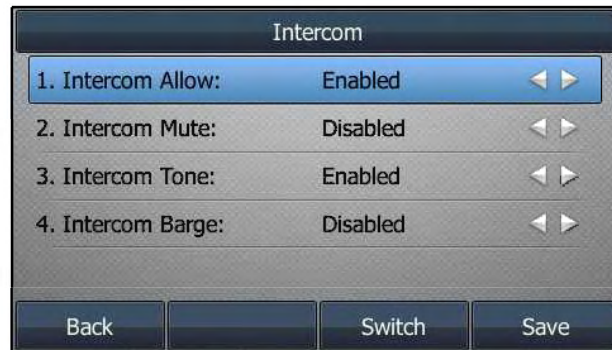 Intercom
1. Intercom Allow: Enabled
2. Intercom Mute: Disabled
3. Intercom Tone: Enabled
4. Intercom Barge: Disabled
Back Switch Save